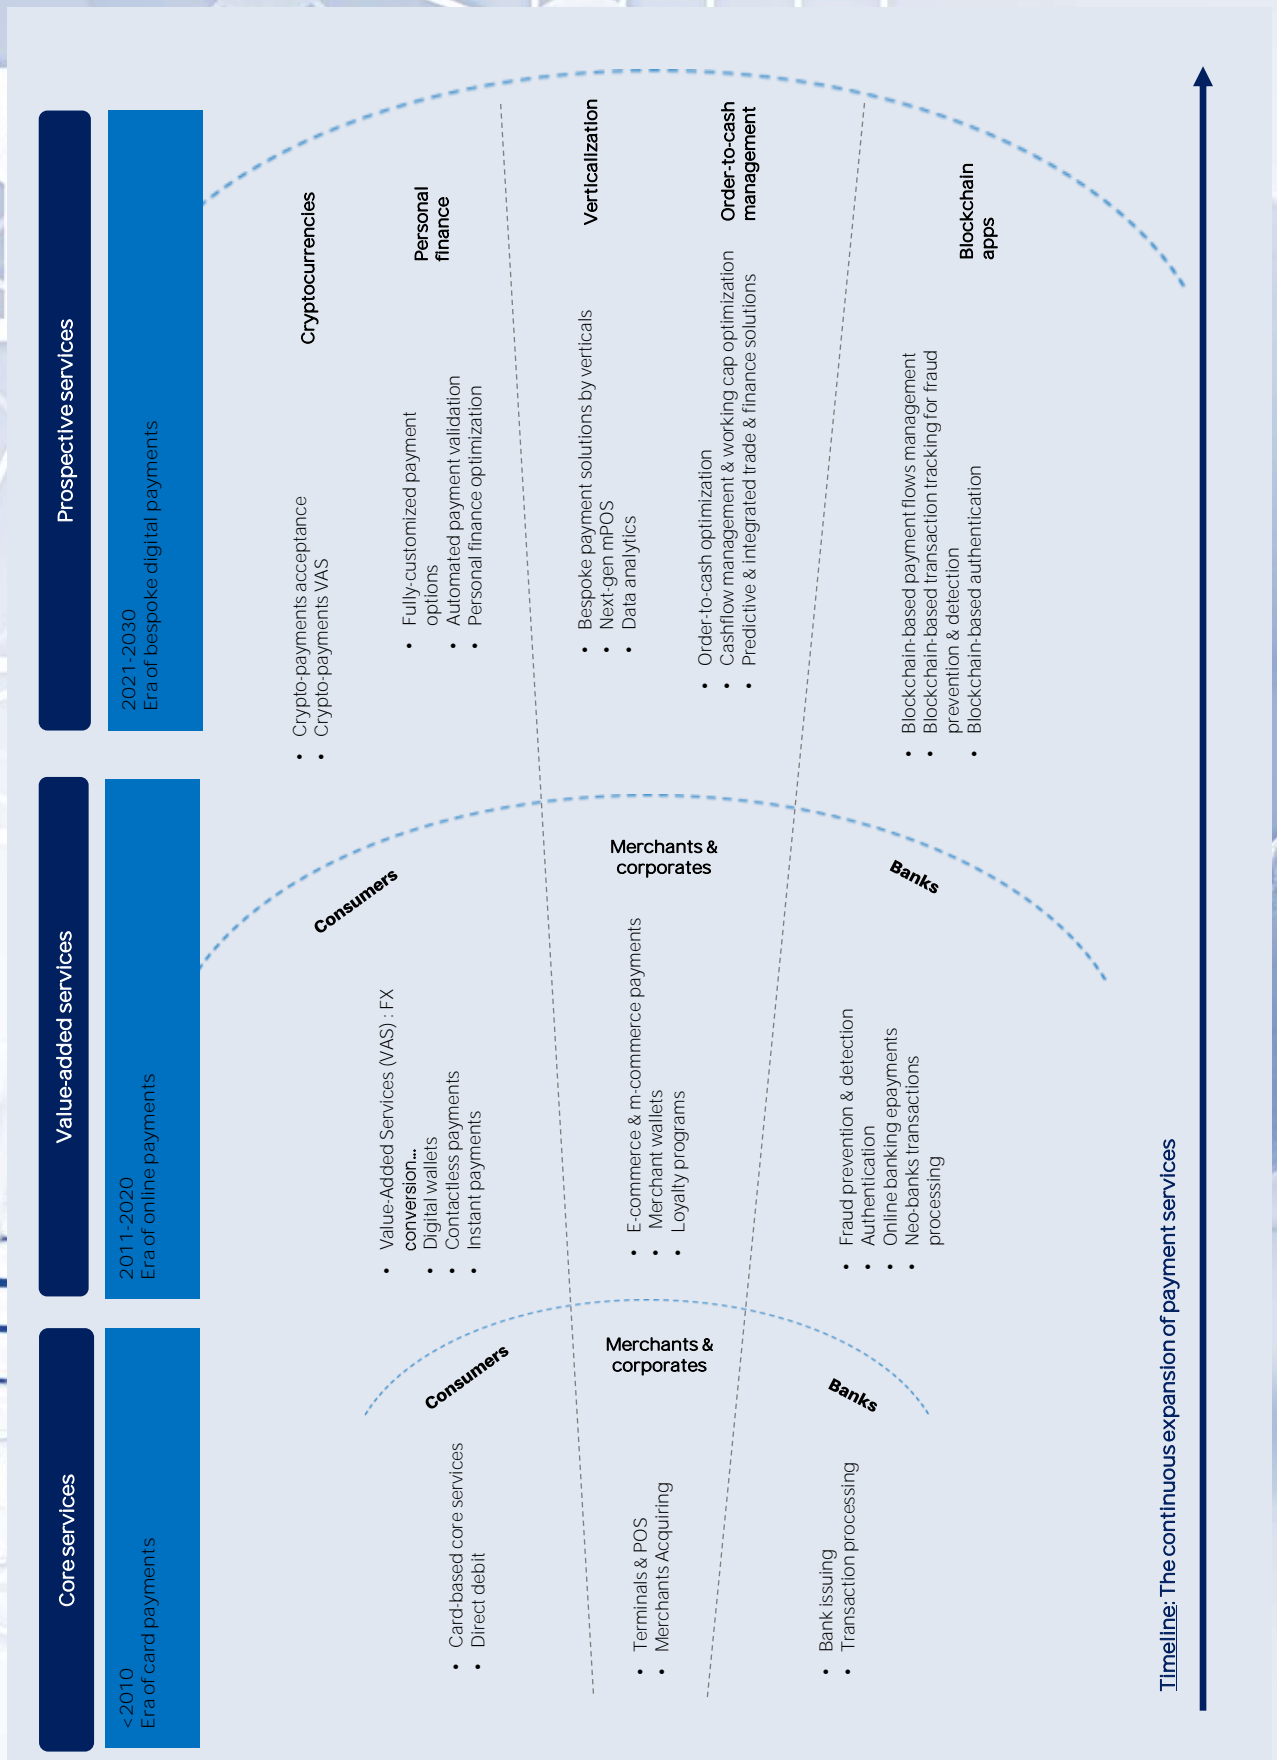 Core services
<2010
Era of card payments
Consumers
• Card-based core services
• Direct debit
Merchants &
corporates
• Terminals & POS
• Merchants Acquiring
Banks
• Bank issuing
• Transaction processing
Value-added services
2011-2020
Era of online payments
Consumers
• Value-Added Services (VAS) : FX
conversion...
• Digital wallets
• Contactless payments
• Instant payments
Merchants &
corporates
• E-commerce & m-commerce payments
• Merchant wallets
• Loyalty programs
Banks
• Fraud prevention & detection
• Authentication
• Online banking epayments
• Neo-banks transactions
processing
Prospective services
2021-2030
Era of bespoke digital payments
Cryptocurrencies
• Crypto-payments acceptance
• Crypto-payments VAS
Personal
finance
• Fully-customized payment
options
• Automated payment validation
• Personal finance optimization
Verticalization
• Bespoke payment solutions by verticals
• Next-gen mPOS
• Data analytics
Order-to-cash
management
• Order-to-cash optimization
• Cashflow management & working cap optimization
• Predictive & integrated trade & finance solutions
Blockchain
apps
• Blockchain-based payment flows management
• Blockchain-based transaction tracking for fraud
prevention & detection
• Blockchain-based authentication
Timeline: The continuous expansion of payment services